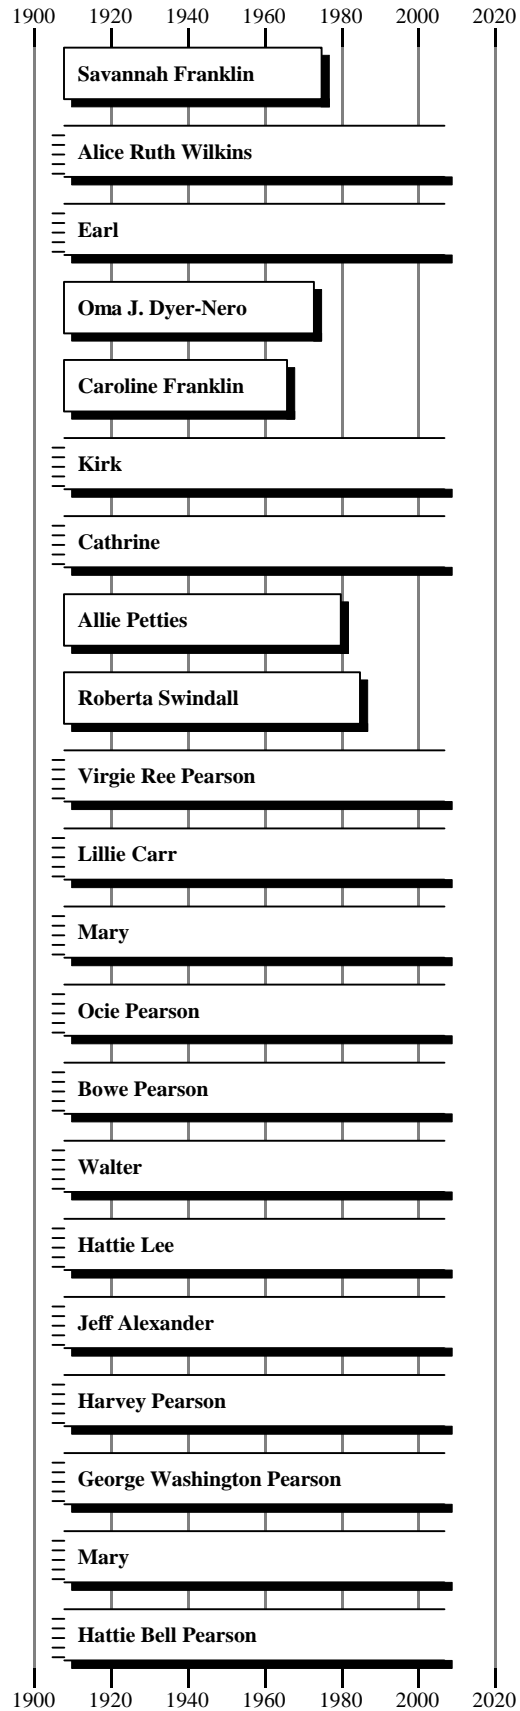 1900 1920 1940 1960 1980 2000 2020
Savannah Franklin
Alice Ruth Wilkins
Earl
Oma J. Dyer-Nero
Caroline Franklin
Kirk
Cathrine
Allie Petties
Roberta Swindall
Virgie Ree Pearson
Lillie Carr
Mary
Ocie Pearson
Bowe Pearson
Walter
Hattie Lee
Jeff Alexander
Harvey Pearson
George Washington Pearson
Mary
Hattie Bell Pearson
1900 1920 1940 1960 1980 2000 2020